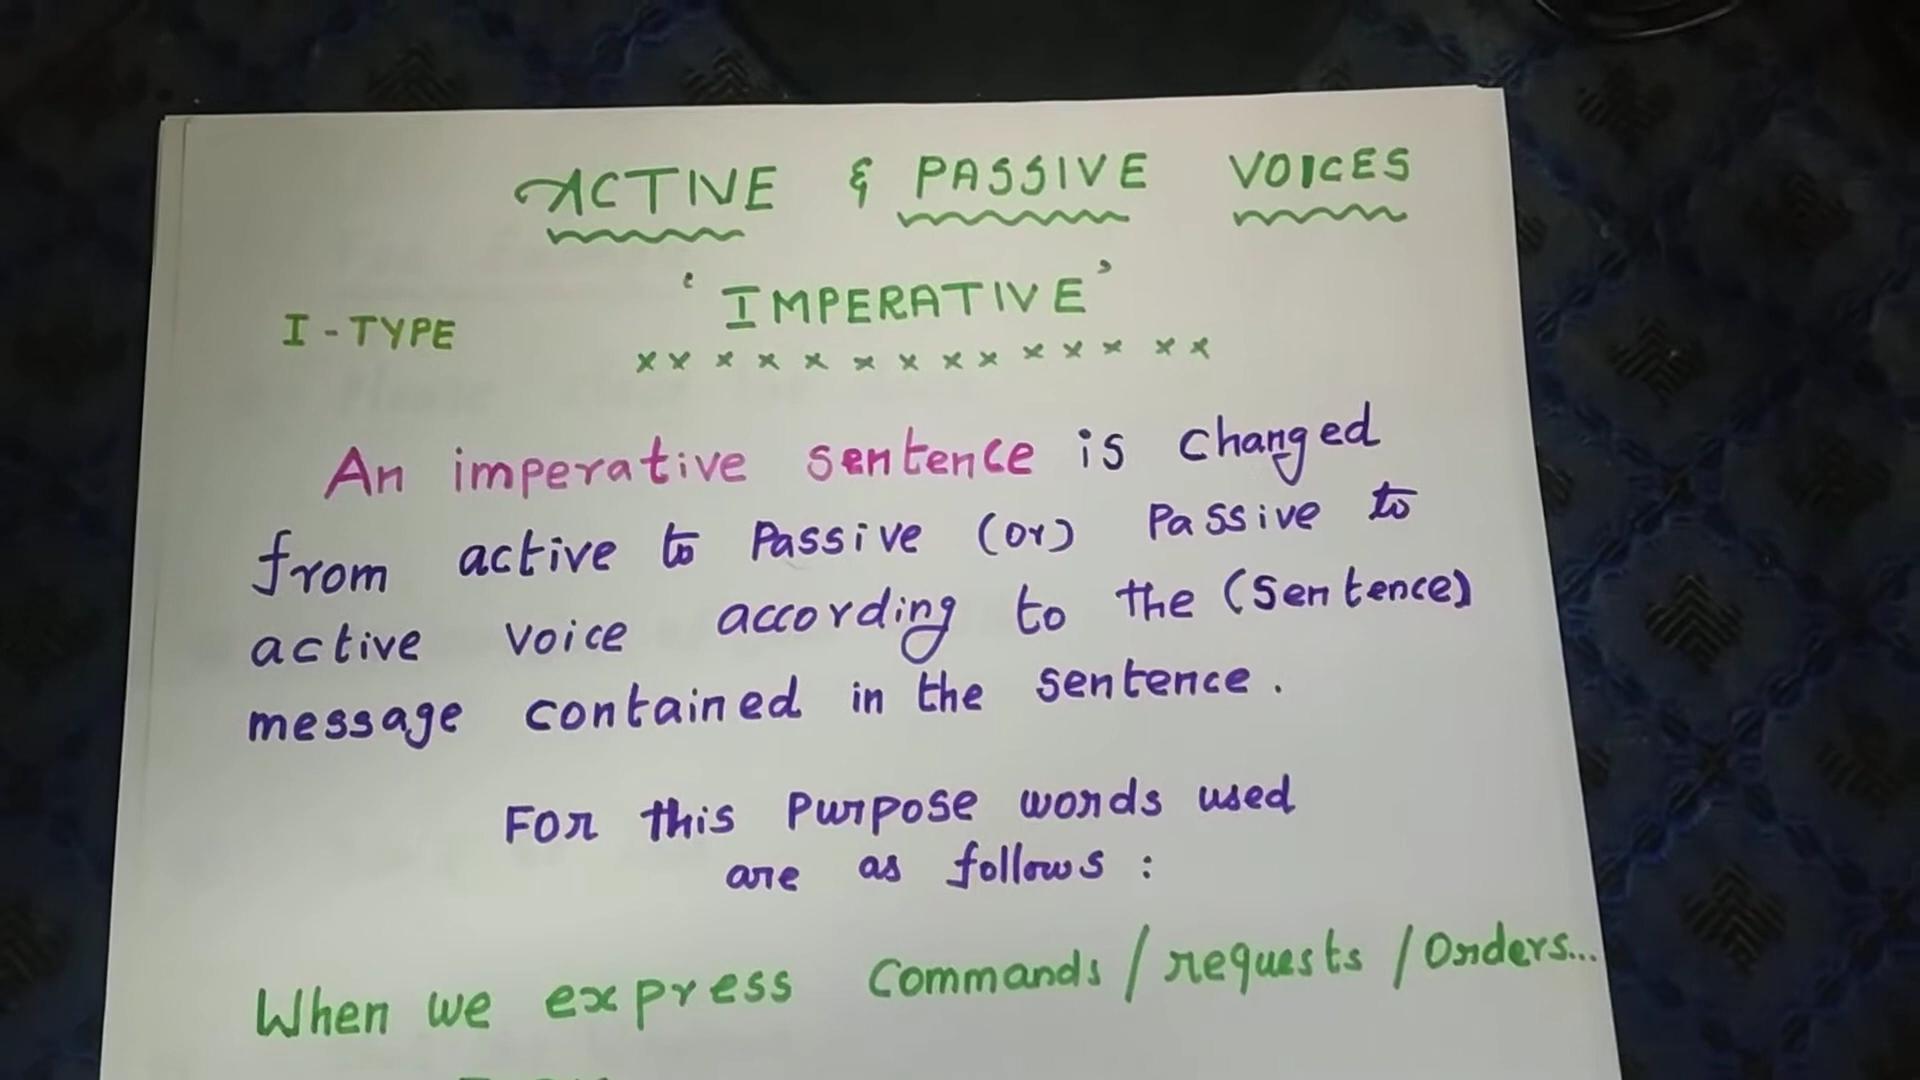 ACTIVE & PASSIVE VOICES
'IMPERATIVE'
I - TYPE
An imperative sentence is changed
from active to Passive (or) Passive to
active voice according to the (Sentence)
message contained in the sentence.
For this Purpose words used
are as follows :
When we express Commands / requests / Orders...